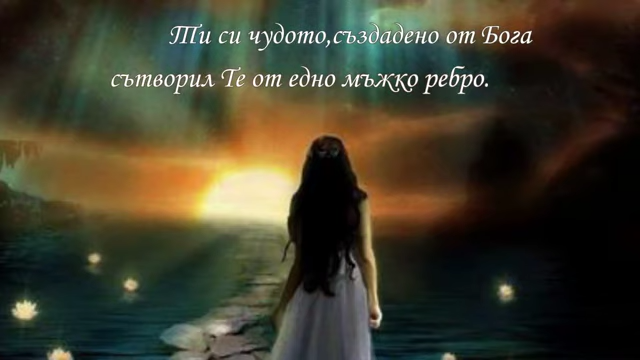 Ти си чудото,създадено от Бога
сътворил Те от едно мъжко ребро.